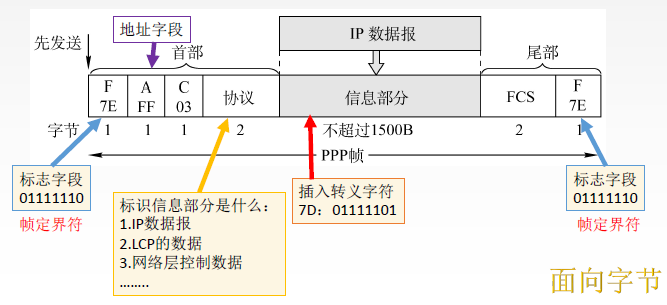 地址字段
先发送
首部
IP 数据报
尾部
F
7E
A
FF
C
03
协议
信息部分
FCS
F
7E
字节
1
1
1
2
不超过1500B
2
1
PPP帧
标志字段
01111110
帧定界符
标识信息部分是什么：
1.IP数据报
2.LCP的数据
3.网络层控制数据
……..
插入转义字符
7D：01111101
标志字段
01111110
帧定界符
面向字节